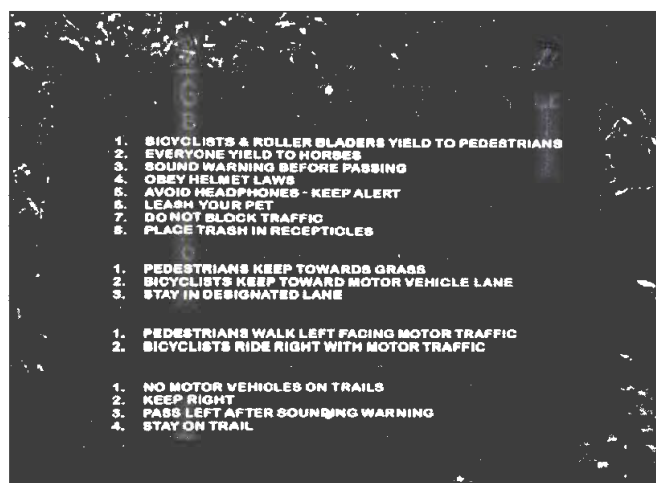 1. BICYCLISTS & ROLLER BLADERS YIELD TO PEDESTRIANS
2. EVERYONE YIELD TO HORSES
3. SOUND WARNING BEFORE PASSING
4. OBEY HELMET LAWS
5. AVOID HEADPHONES - KEEP ALERT
6. LEASH YOUR PET
7. DO NOT BLOCK TRAFFIC
8. PLACE TRASH IN RECEPTICLES
1. PEDESTRIANS KEEP TOWARDS GRASS
2. BICYCLISTS KEEP TOWARD MOTOR VEHICLE LANE
3. STAY IN DESIGNATED LANE
1. PEDESTRIANS WALK LEFT FACING MOTOR TRAFFIC
2. BICYCLISTS RIDE RIGHT WITH MOTOR TRAFFIC
1. NO MOTOR VEHICLES ON TRAILS
2. KEEP RIGHT
3. PASS LEFT AFTER SOUNDING WARNING
4. STAY ON TRAIL